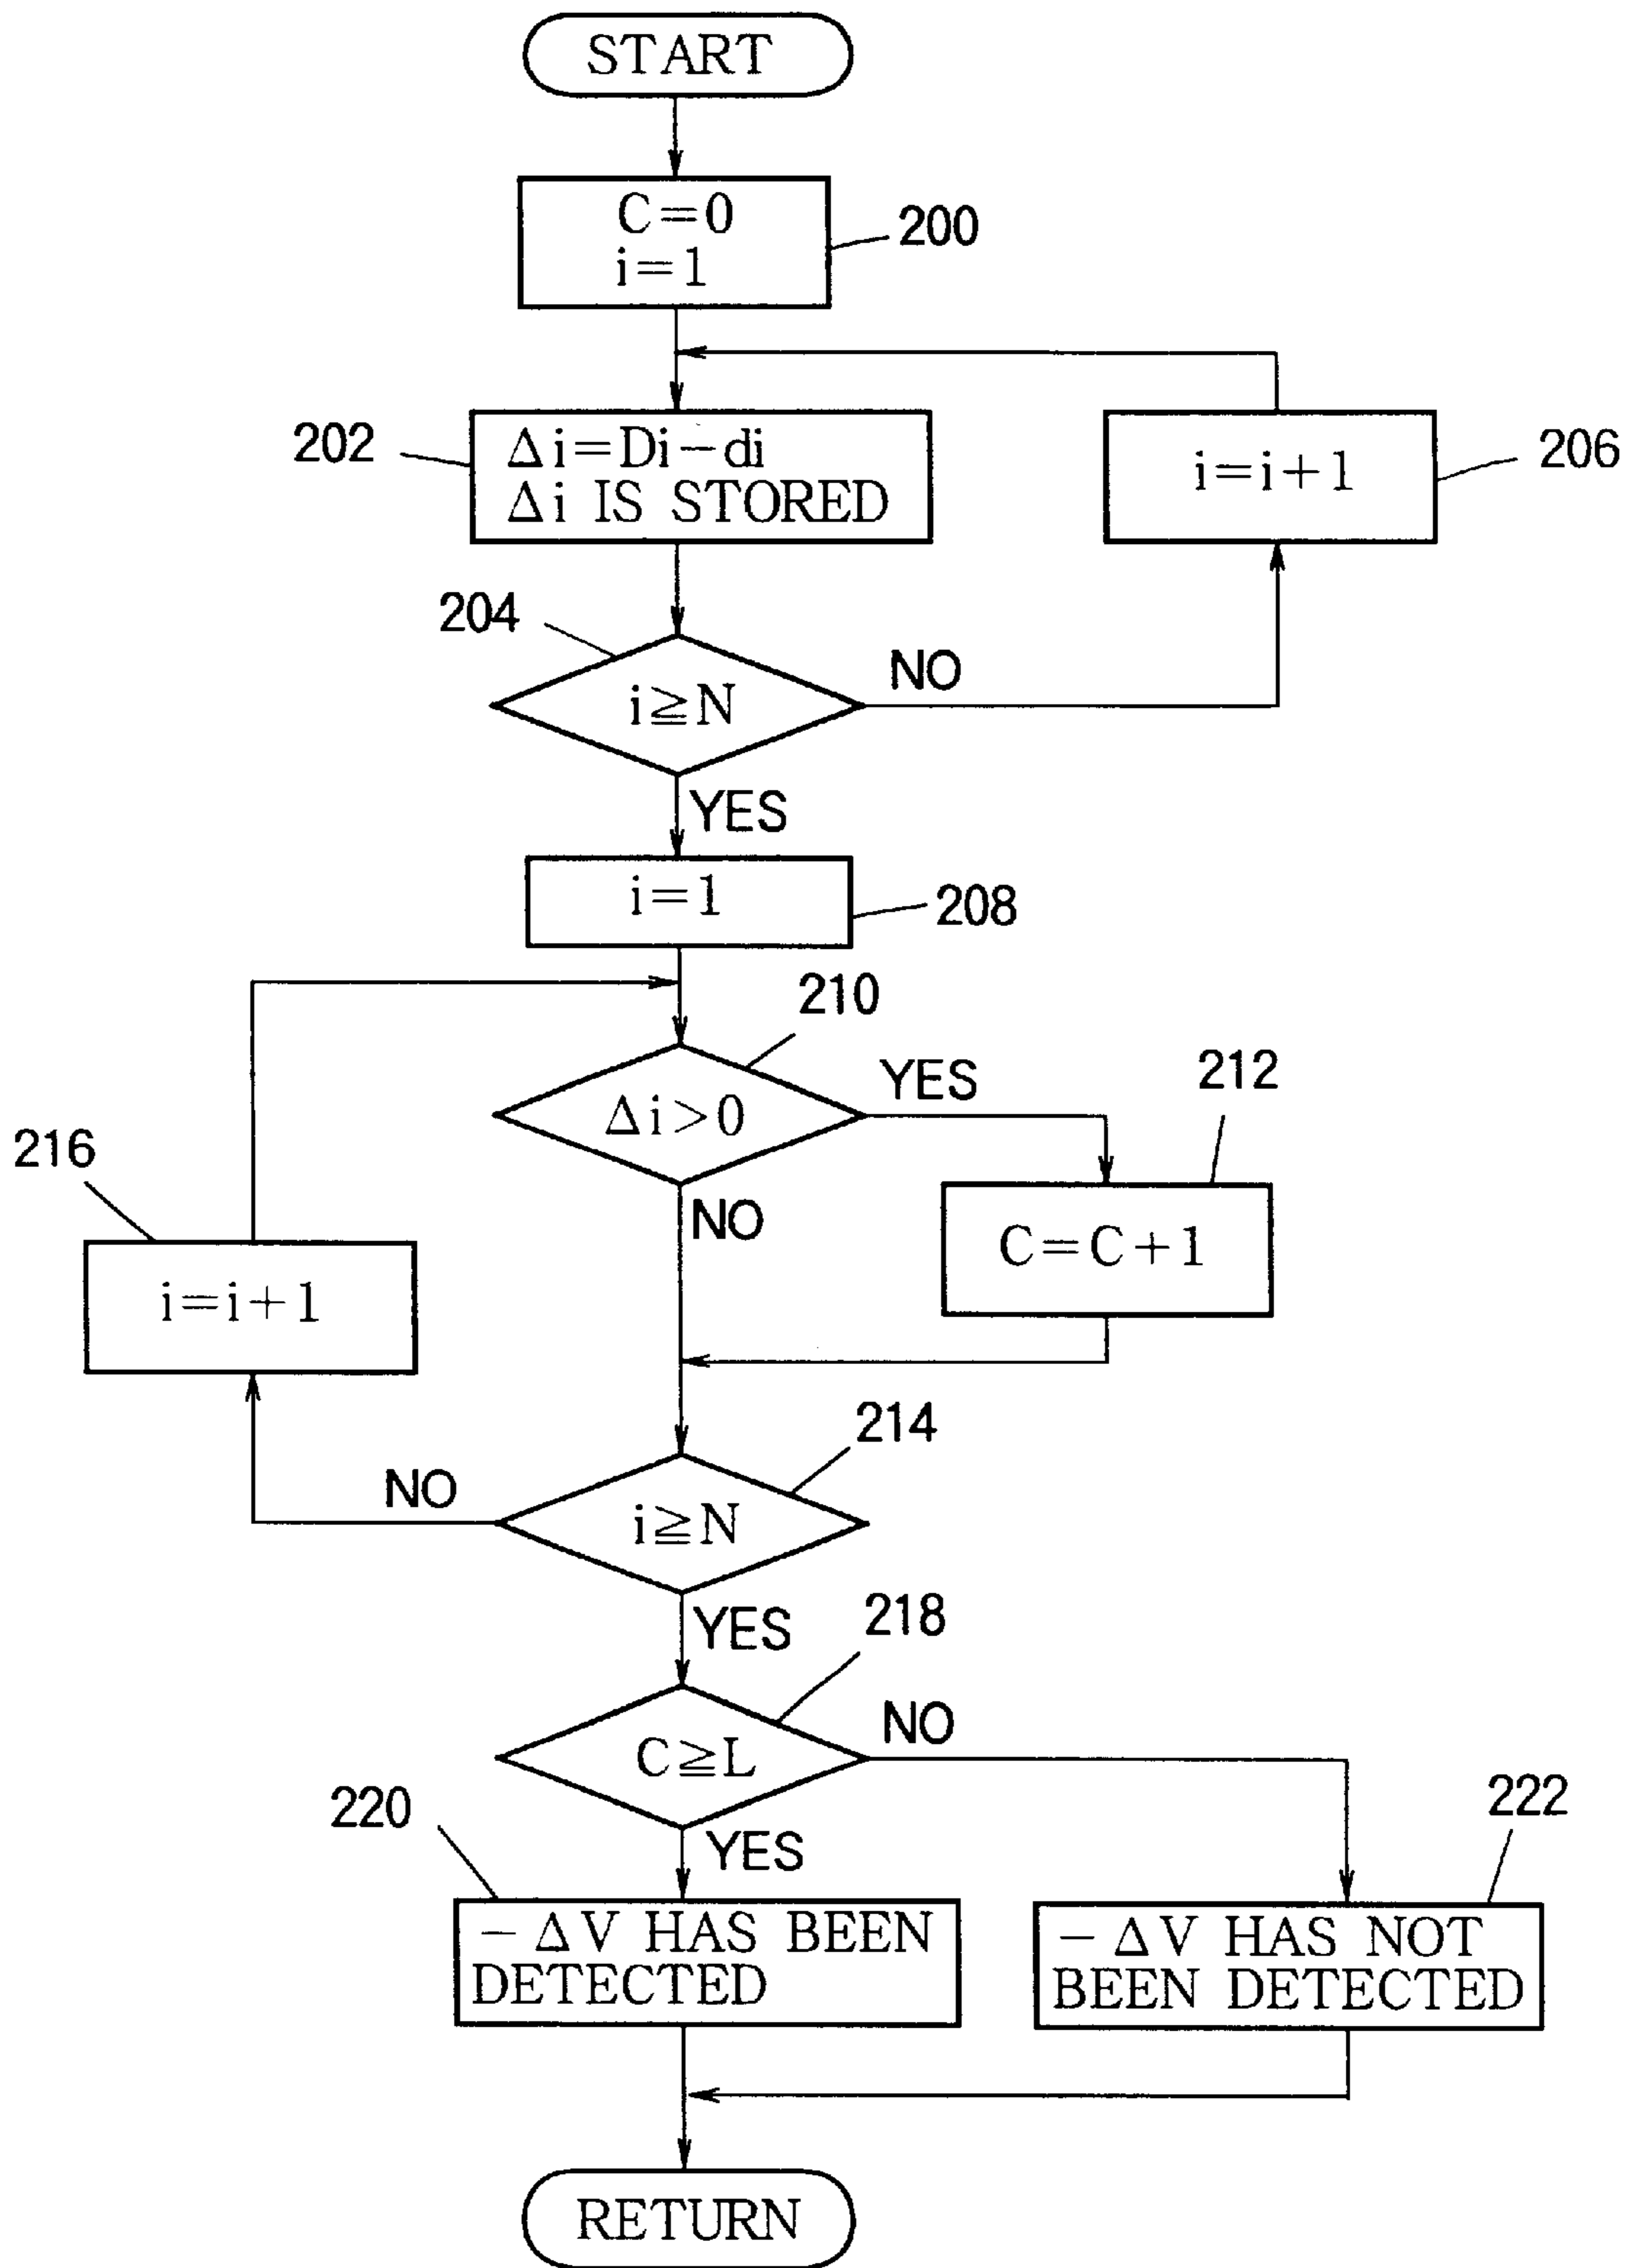 START
C=0
i=1
200
202
Δi=Di−di
Δi IS STORED
i=i+1
206
204
i≧N
NO
YES
i=1
208
210
Δi>0
YES
212
C=C+1
NO
216
i=i+1
214
NO
i≧N
YES
218
C≧L
NO
220
YES
222
−ΔV HAS BEEN
DETECTED
−ΔV HAS NOT
BEEN DETECTED
RETURN